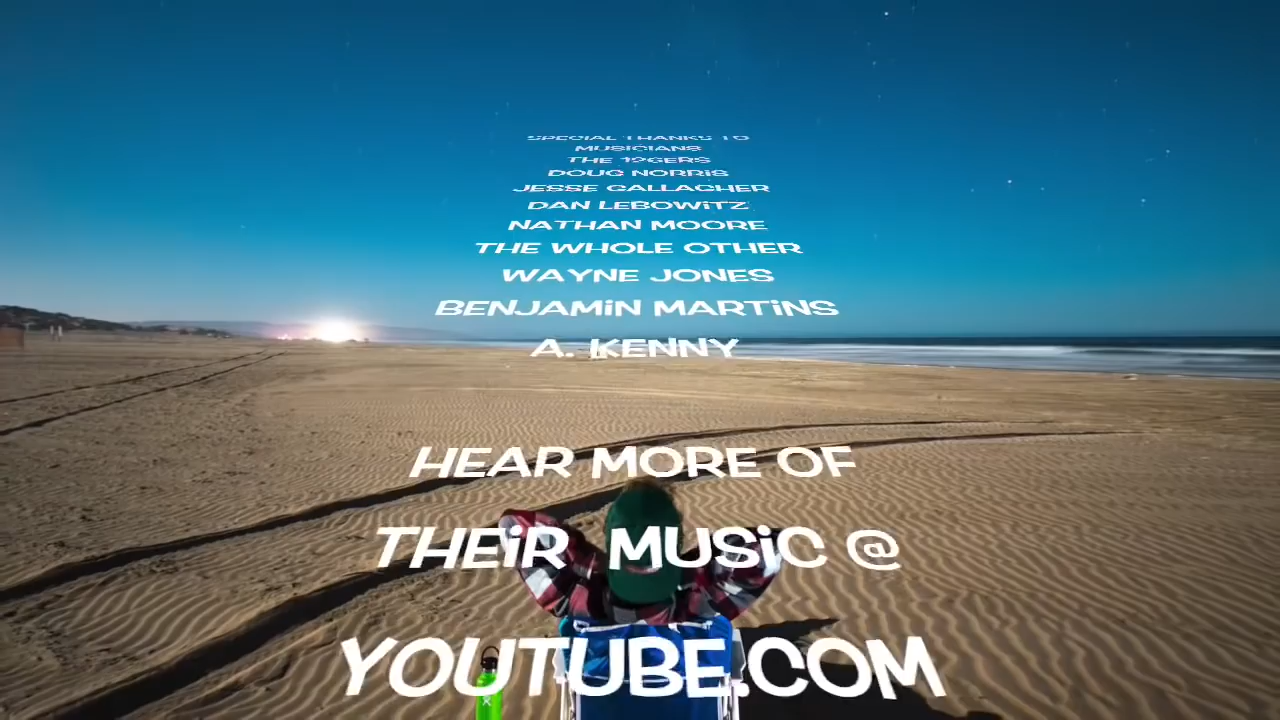 SPECIAL THANKS TO
MUSiCiANS
THE 126ERS
DOUG NORRiS
JESSE GALLAGHER
DAN LEBOWiTZ
NATHAN MOORE
THE WHOLE OTHER
WAYNE JONES
BENJAMiN MARTiNS
A. KENNY
HEAR MORE OF
THEiR MUSiC @
YOUTUBE.COM